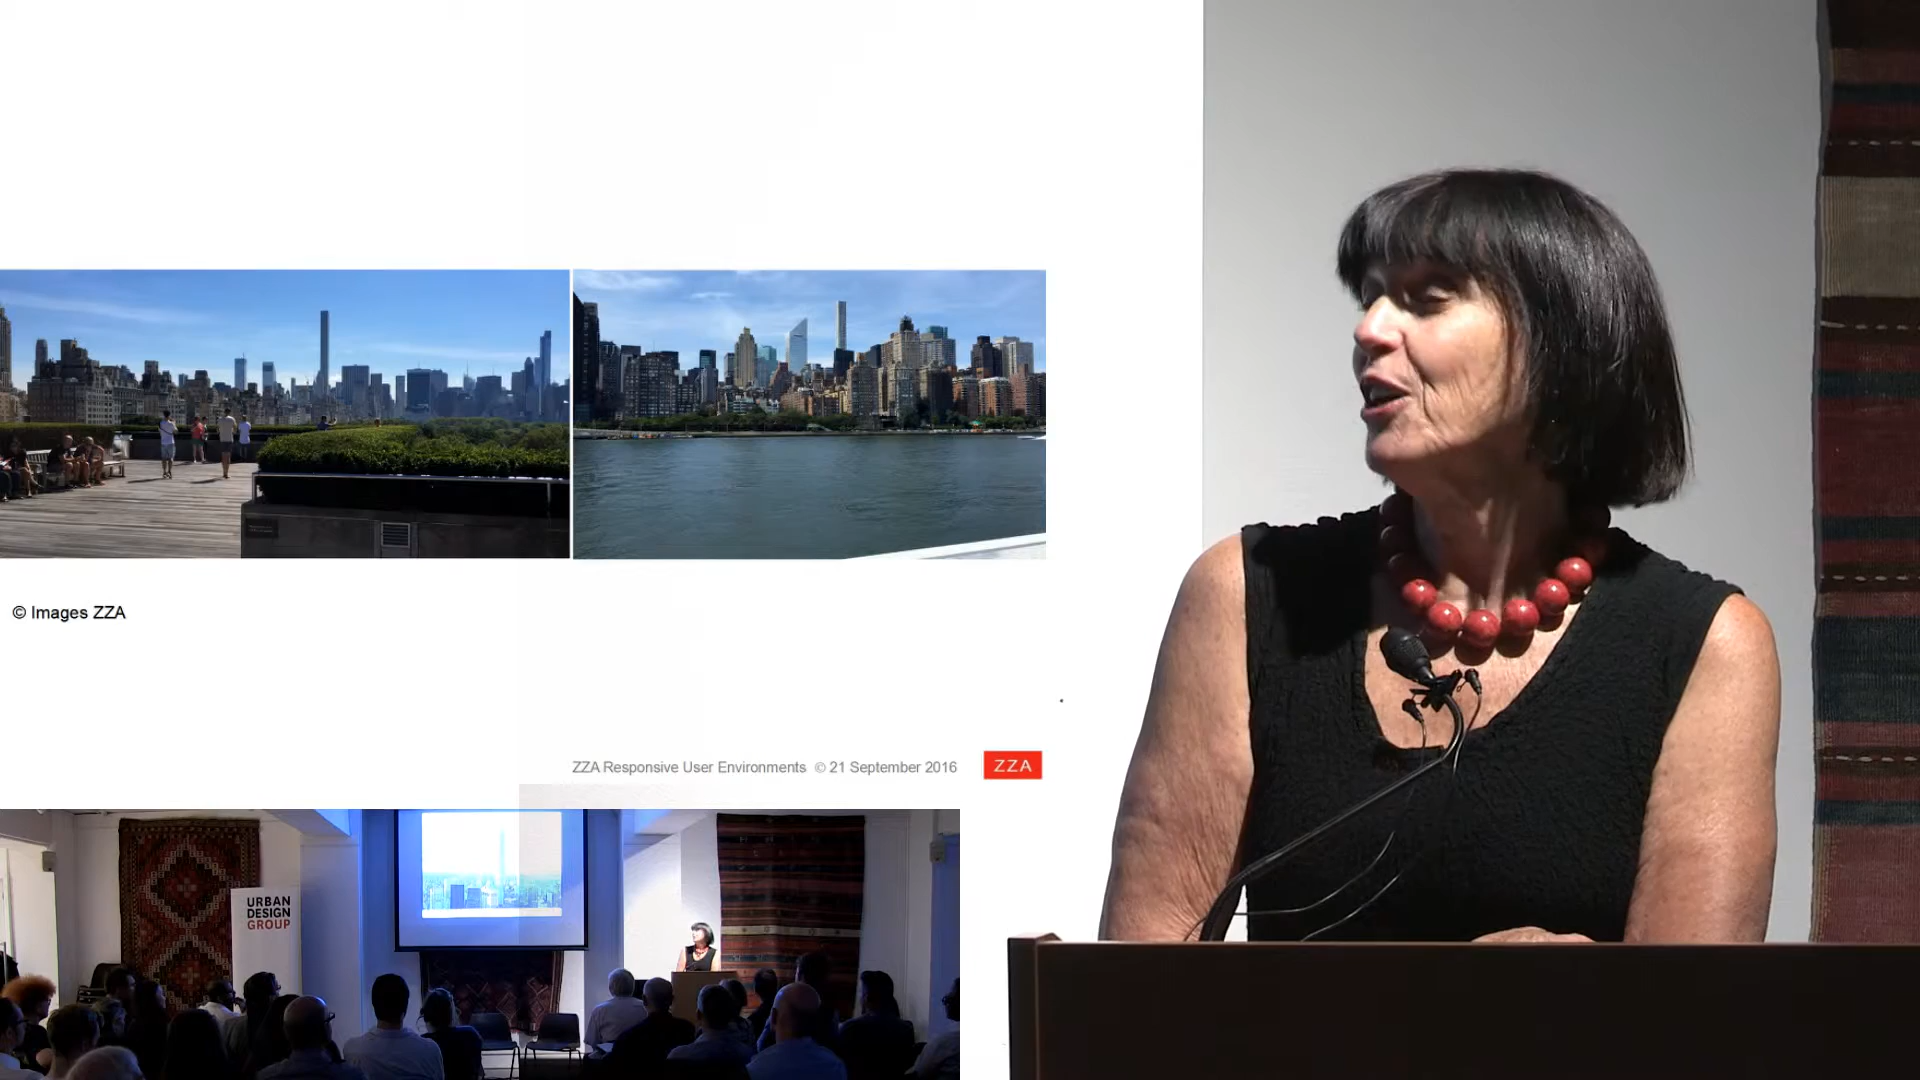 © Images ZZA
ZZA Responsive User Environments © 21 September 2016
ZZA
URBAN
DESIGN
GROUP